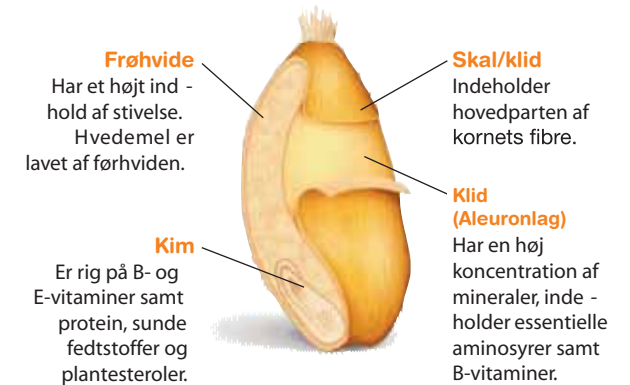 Frøhvide
Har et højt ind -
hold af stivelse.
Hvedemel er
lavet af førhviden.
Kim
Er rig på B- og
E-vitaminer samt
protein, sunde
fedtstoffer og
plantesteroler.
Skal/klid
Indeholder
hovedparten af
kornets fibre.
Klid
(Aleuronlag)
Har en høj
koncentration af
mineraler, inde -
holder essentielle
aminosyrer samt
B-vitaminer.